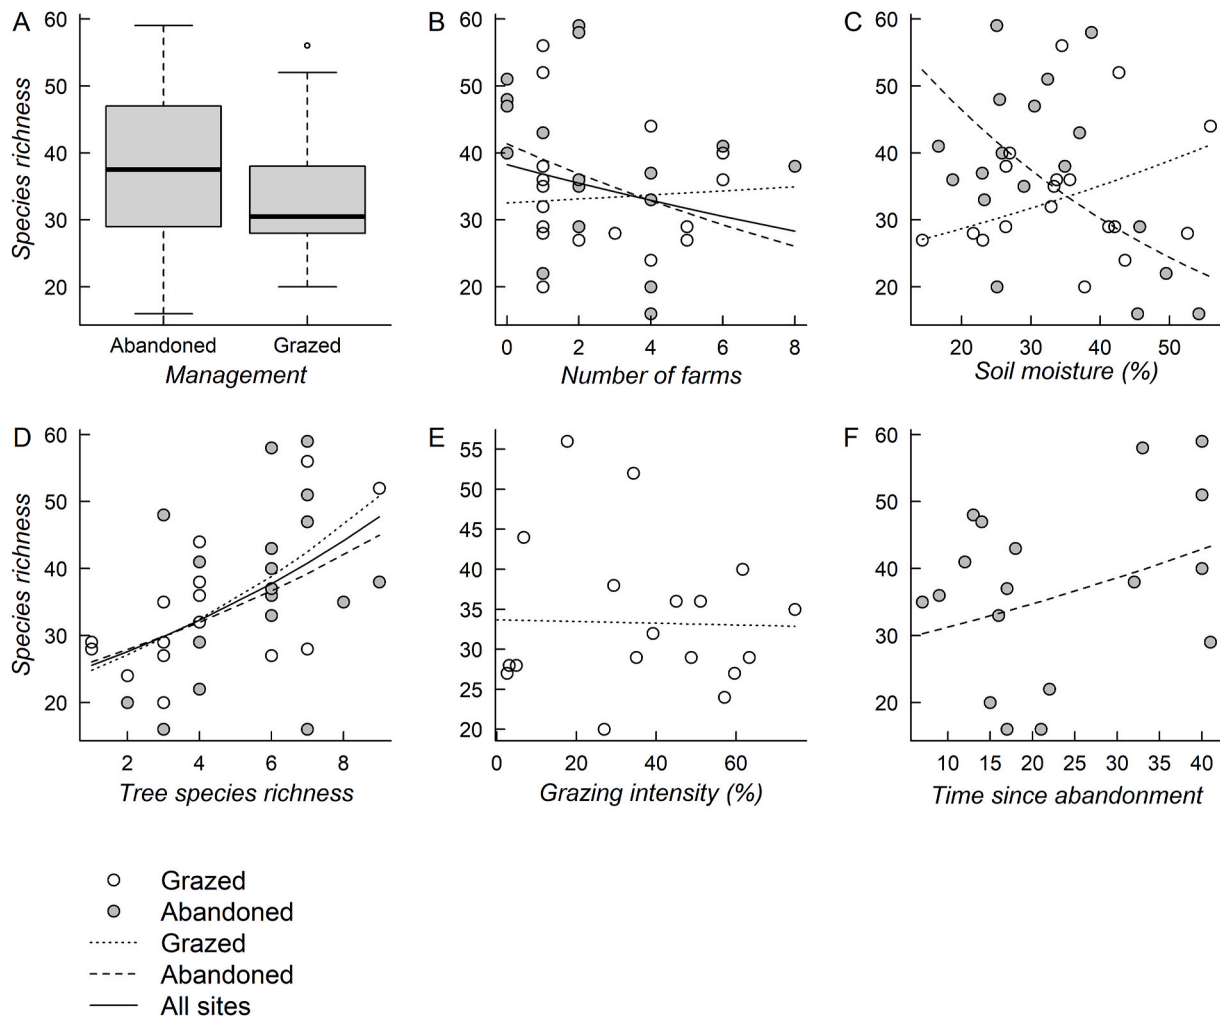 A
B
C
Species richness
60
50
40
30
20
Abandoned
Grazed
Management
60
50
40
30
20
0
2
4
6
8
Number of farms
60
50
40
30
20
20
30
40
50
Soil moisture (%)
D
E
F
Species richness
60
50
40
30
20
2
4
6
8
Tree species richness
55
50
45
40
35
30
25
20
0
20
40
60
Grazing intensity (%)
60
50
40
30
20
10
15
20
25
30
35
40
Time since abandonment
Grazed
Abandoned
Grazed
Abandoned
All sites